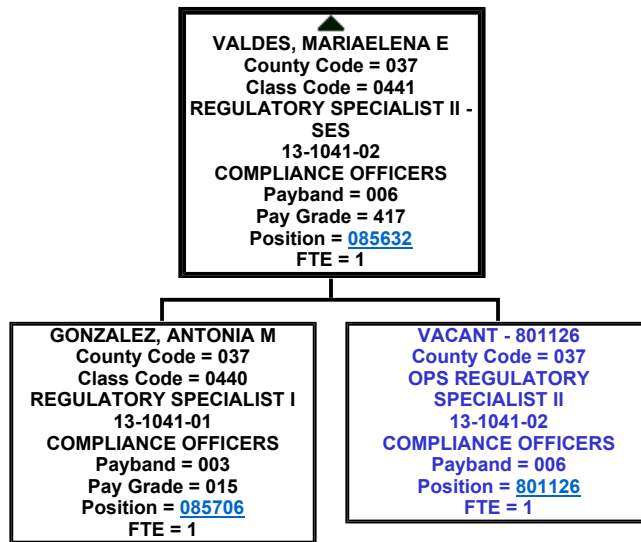 VALDES, MARIAELENA E
County Code = 037
Class Code = 0441
REGULATORY SPECIALIST II -
SES
13-1041-02
COMPLIANCE OFFICERS
Payband = 006
Pay Grade = 417
Position = 085632
FTE = 1
GONZALEZ, ANTONIA M
County Code = 037
Class Code = 0440
REGULATORY SPECIALIST I
13-1041-01
COMPLIANCE OFFICERS
Payband = 003
Pay Grade = 015
Position = 085706
FTE = 1
VACANT - 801126
County Code = 037
OPS REGULATORY
SPECIALIST II
13-1041-02
COMPLIANCE OFFICERS
Payband = 006
Position = 801126
FTE = 1